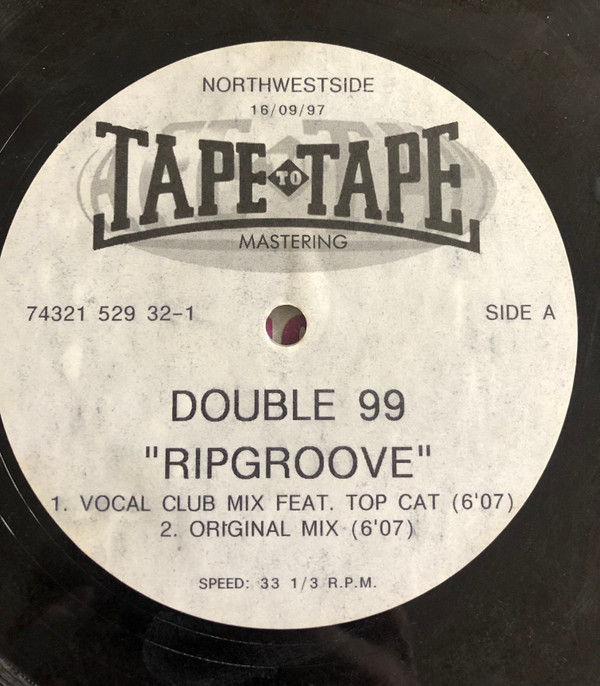 NORTHWESTSIDE
16/09/97
TAPE TO TAPE
MASTERING
74321 529 32-1
SIDE A
DOUBLE 99
"RIPGROOVE"
1. VOCAL CLUB MIX FEAT. TOP CAT (6'07)
2. ORIGINAL MIX (6'07)
SPEED: 33 1/3 R.P.M.